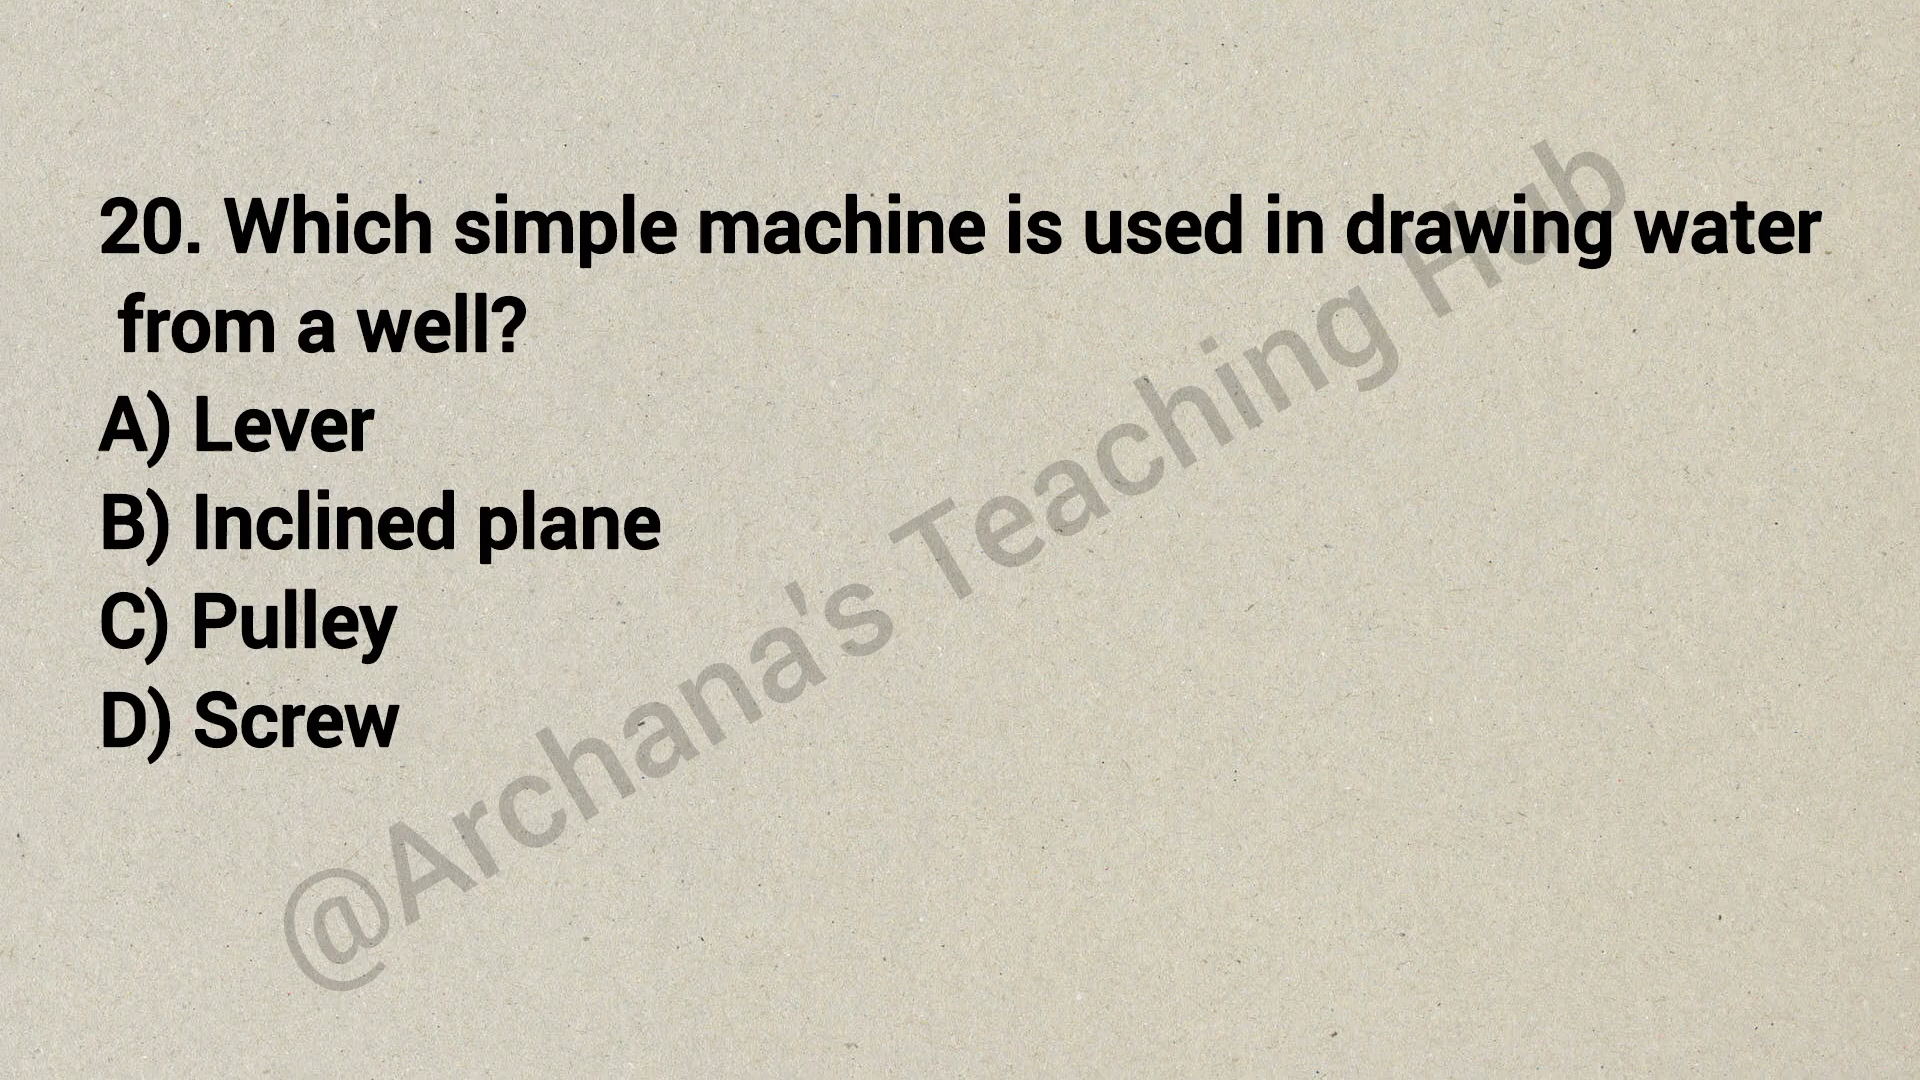 20. Which simple machine is used in drawing water
from a well?
A) Lever
B) Inclined plane
C) Pulley
D) Screw
@Archana's Teaching Hub